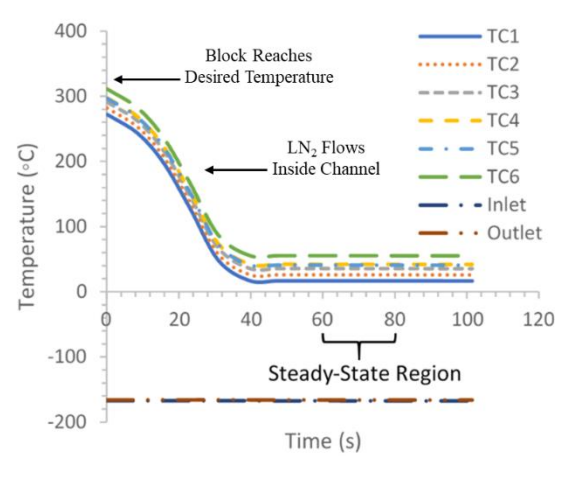 400
300
200
100
0
-100
-200
0
20
40
60
80
100
120
Temperature (◦C)
Time (s)
Block Reaches
Desired Temperature
LN₂ Flows
Inside Channel
Steady-State Region
TC1
TC2
TC3
TC4
TC5
TC6
Inlet
Outlet